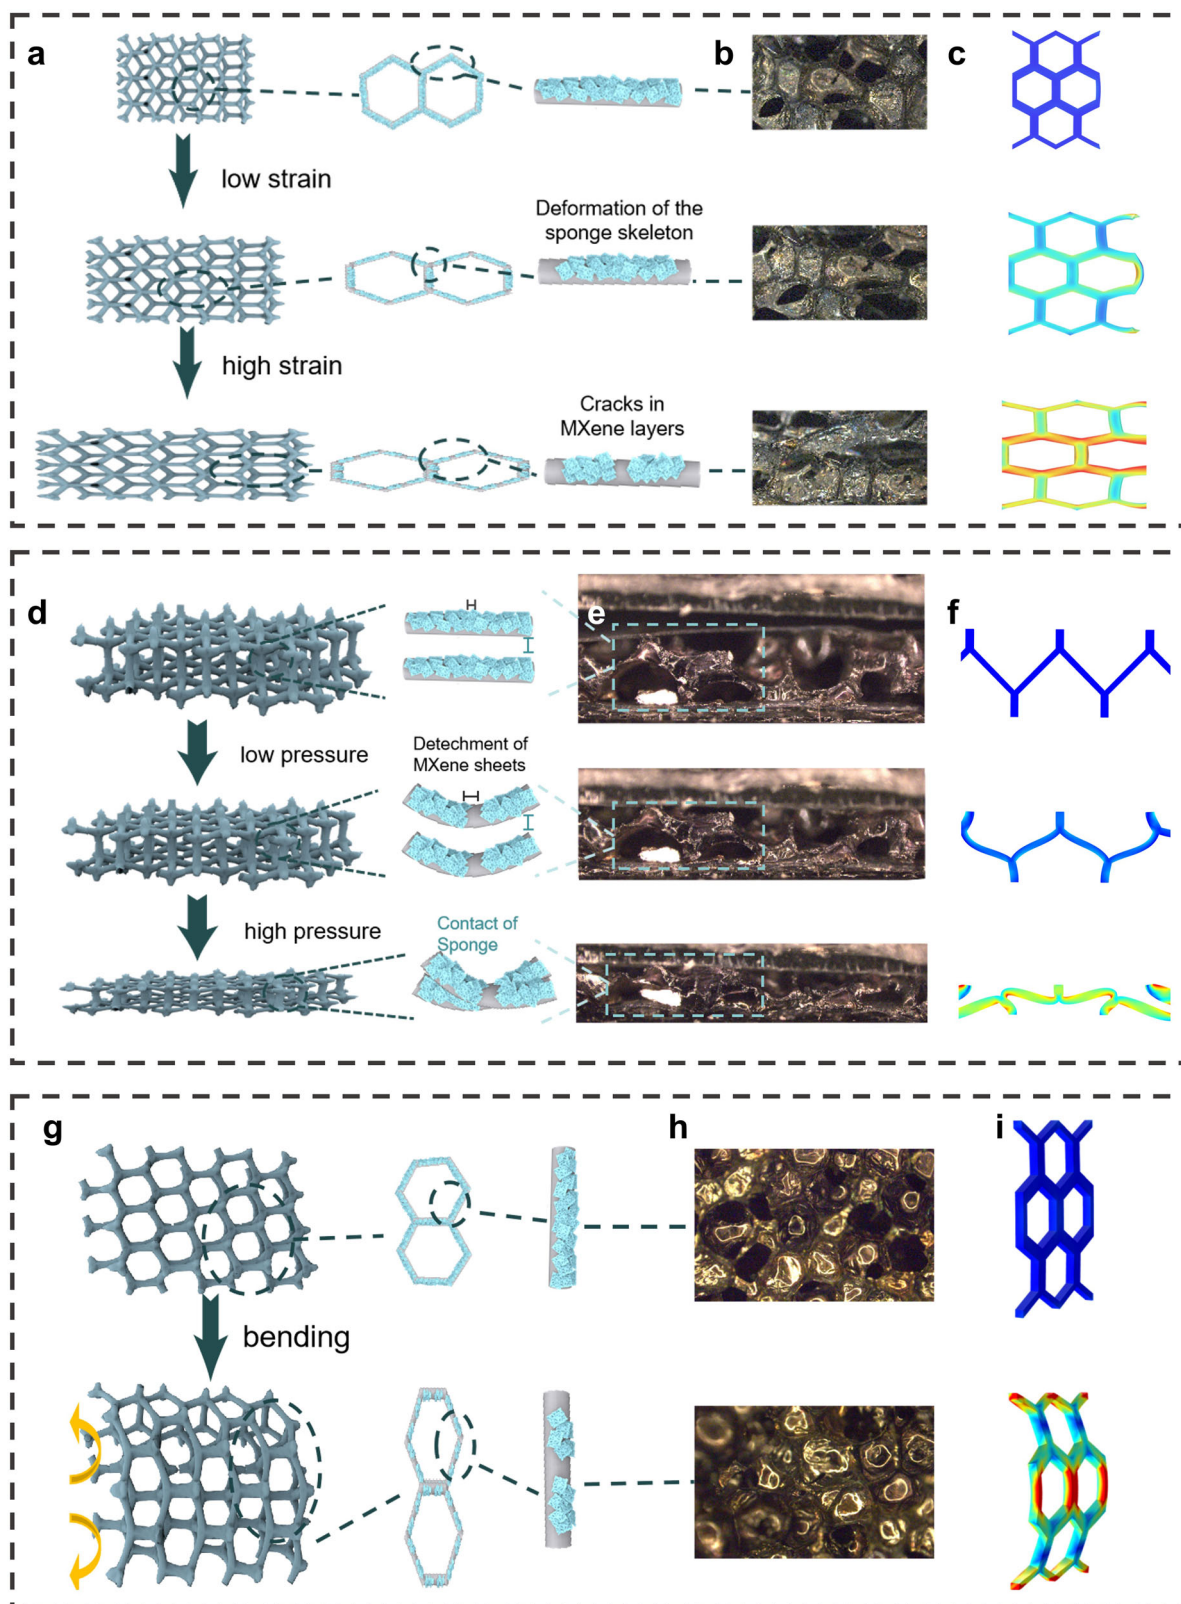 a
b
c
low strain
Deformation of the
sponge skeleton
high strain
Cracks in
MXene layers
d
e
f
low pressure
Detechment of
MXene sheets
high pressure
Contact of
Sponge
g
h
i
bending